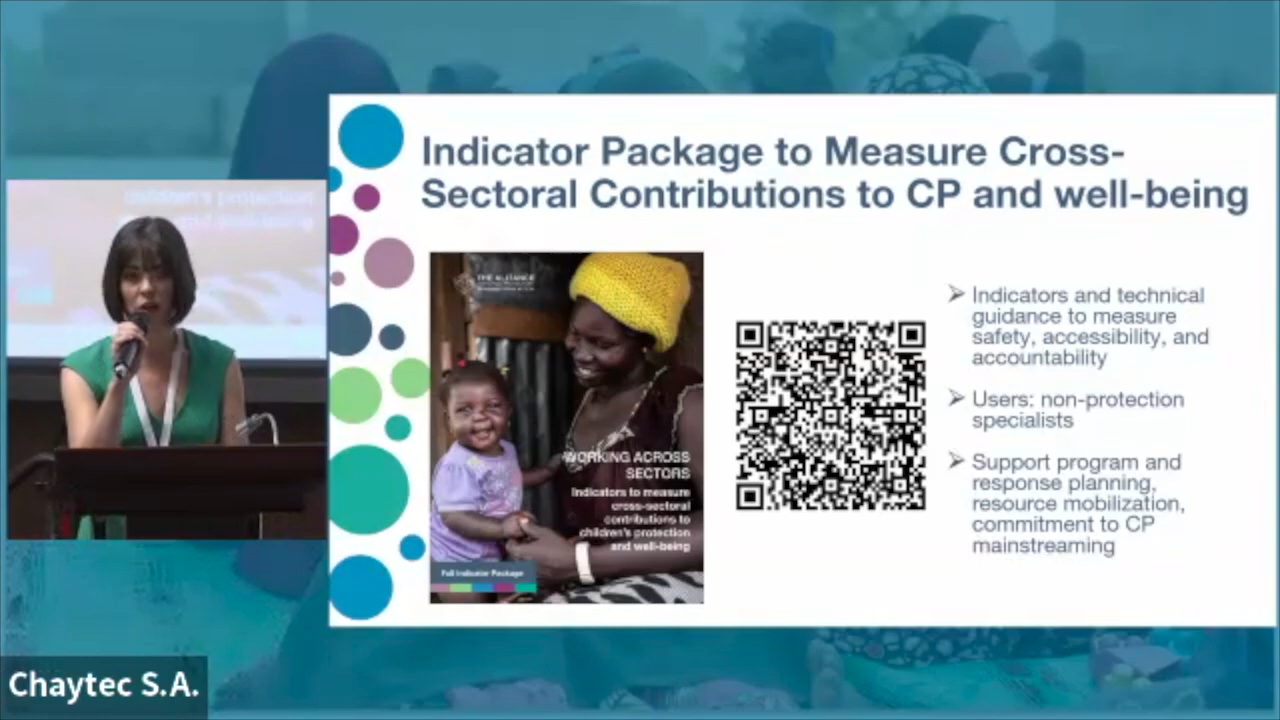 Indicator Package to Measure Cross-
Sectoral Contributions to CP and well-being
THE ALLIANCE
WORKING ACROSS
SECTORS
Indicators to measure
cross-sectoral
contributions to
children's protection
and well-being
Full Indicator Package
➢ Indicators and technical
guidance to measure
safety, accessibility, and
accountability
➢ Users: non-protection
specialists
➢ Support program and
response planning,
resource mobilization,
commitment to CP
mainstreaming
Chaytec S.A.